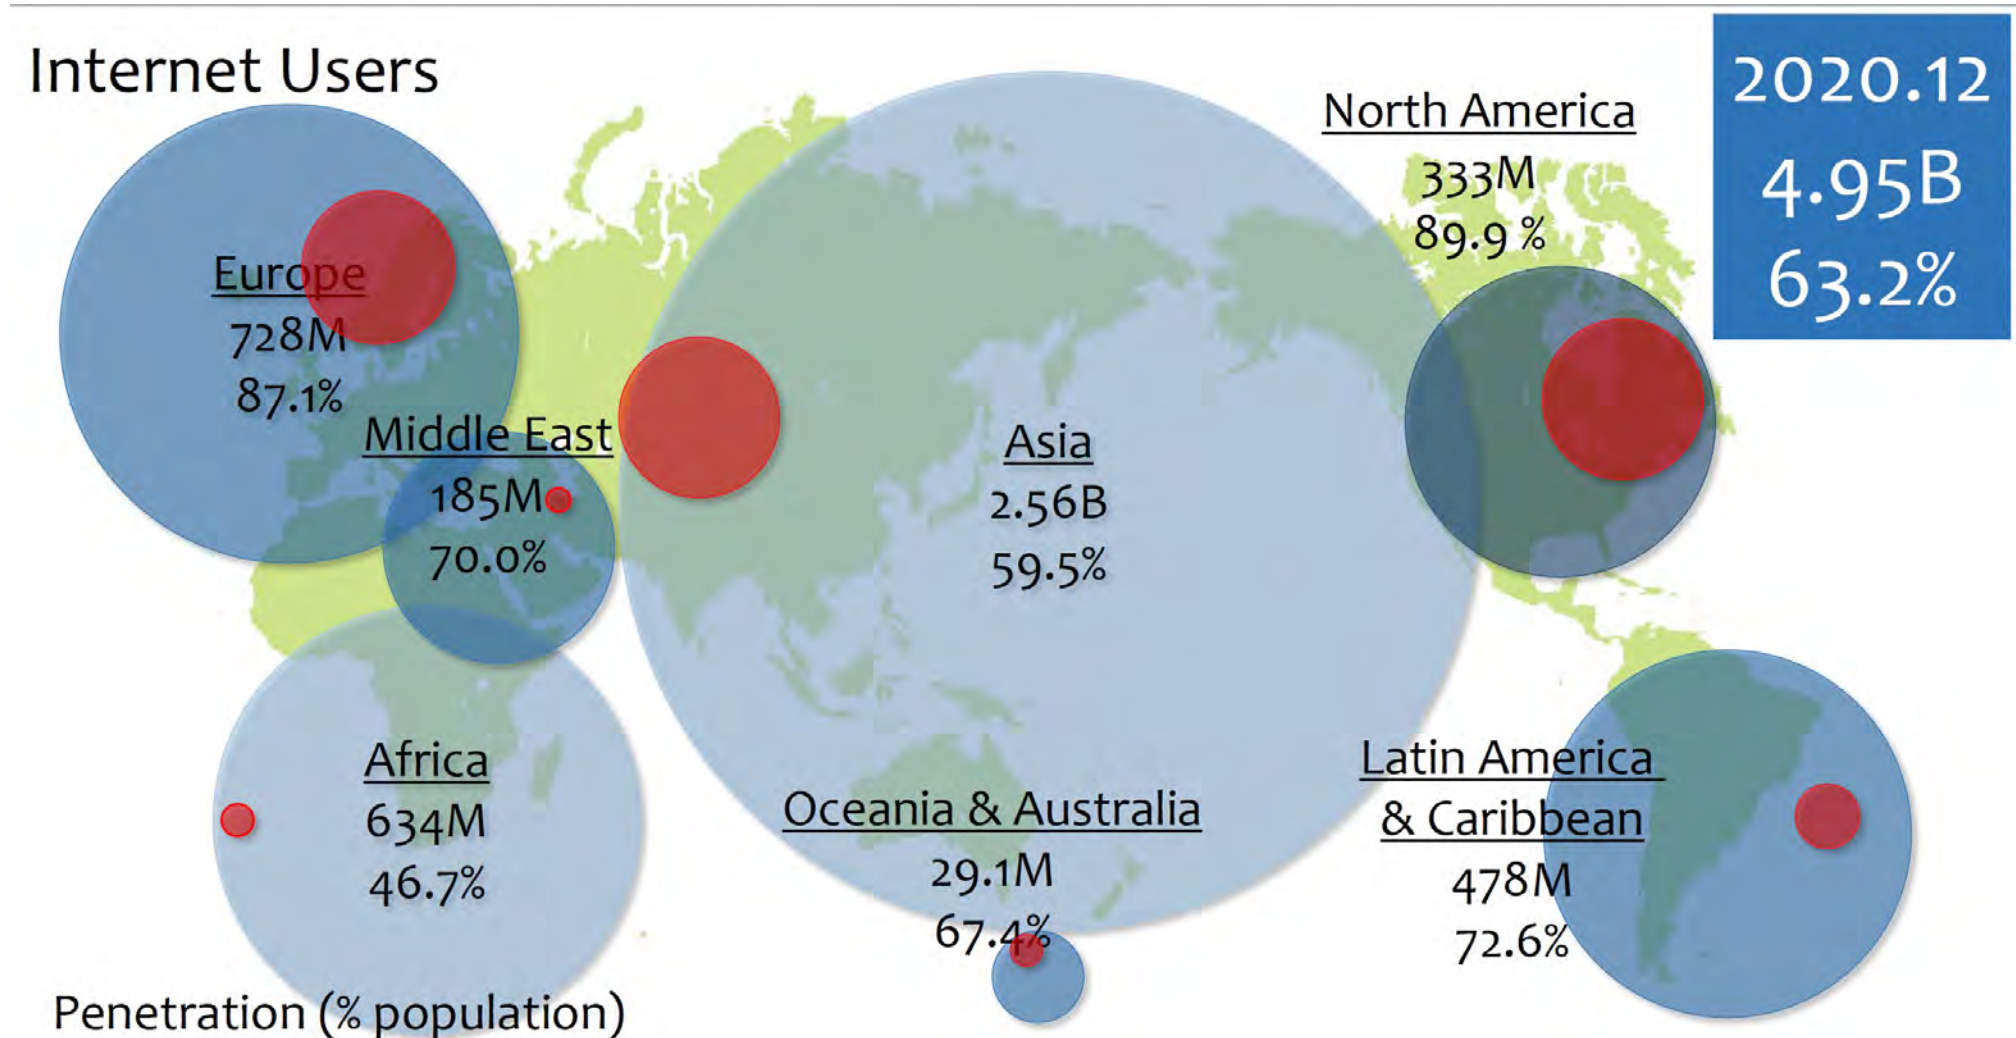 Internet Users
2020.12
4.95B
63.2%
North America
333M
89.9 %
Europe
728M
87.1%
Middle East
185M
70.0%
Asia
2.56B
59.5%
Africa
634M
46.7%
Oceania & Australia
29.1M
67.4%
Latin America
& Caribbean
478M
72.6%
Penetration (% population)